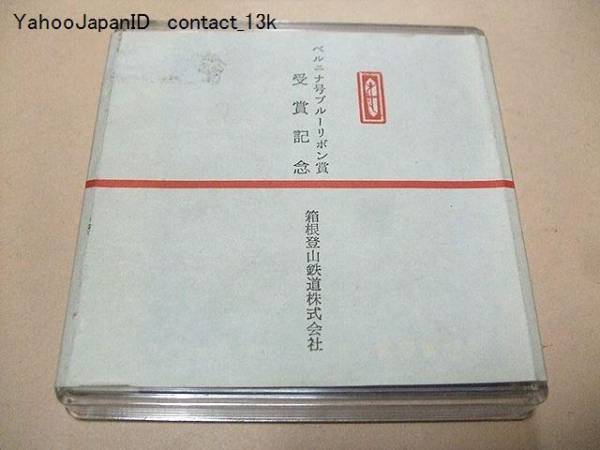 YahooJapanID contact_13k
ベルニナ号ブルーリボン賞
受賞記念
箱根登山鉄道株式会社